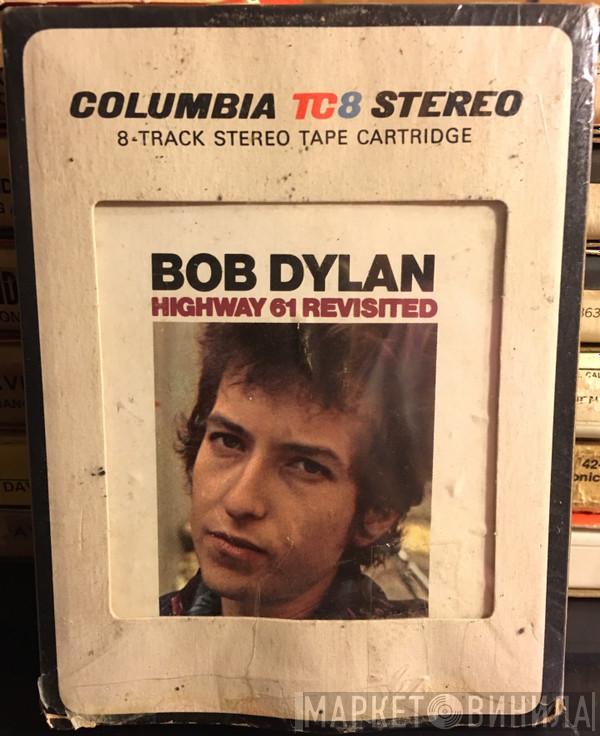 COLUMBIA TC8 STEREO
8-TRACK STEREO TAPE CARTRIDGE
BOB DYLAN
HIGHWAY 61 REVISITED
МАРКЕТ ВИНИЛА